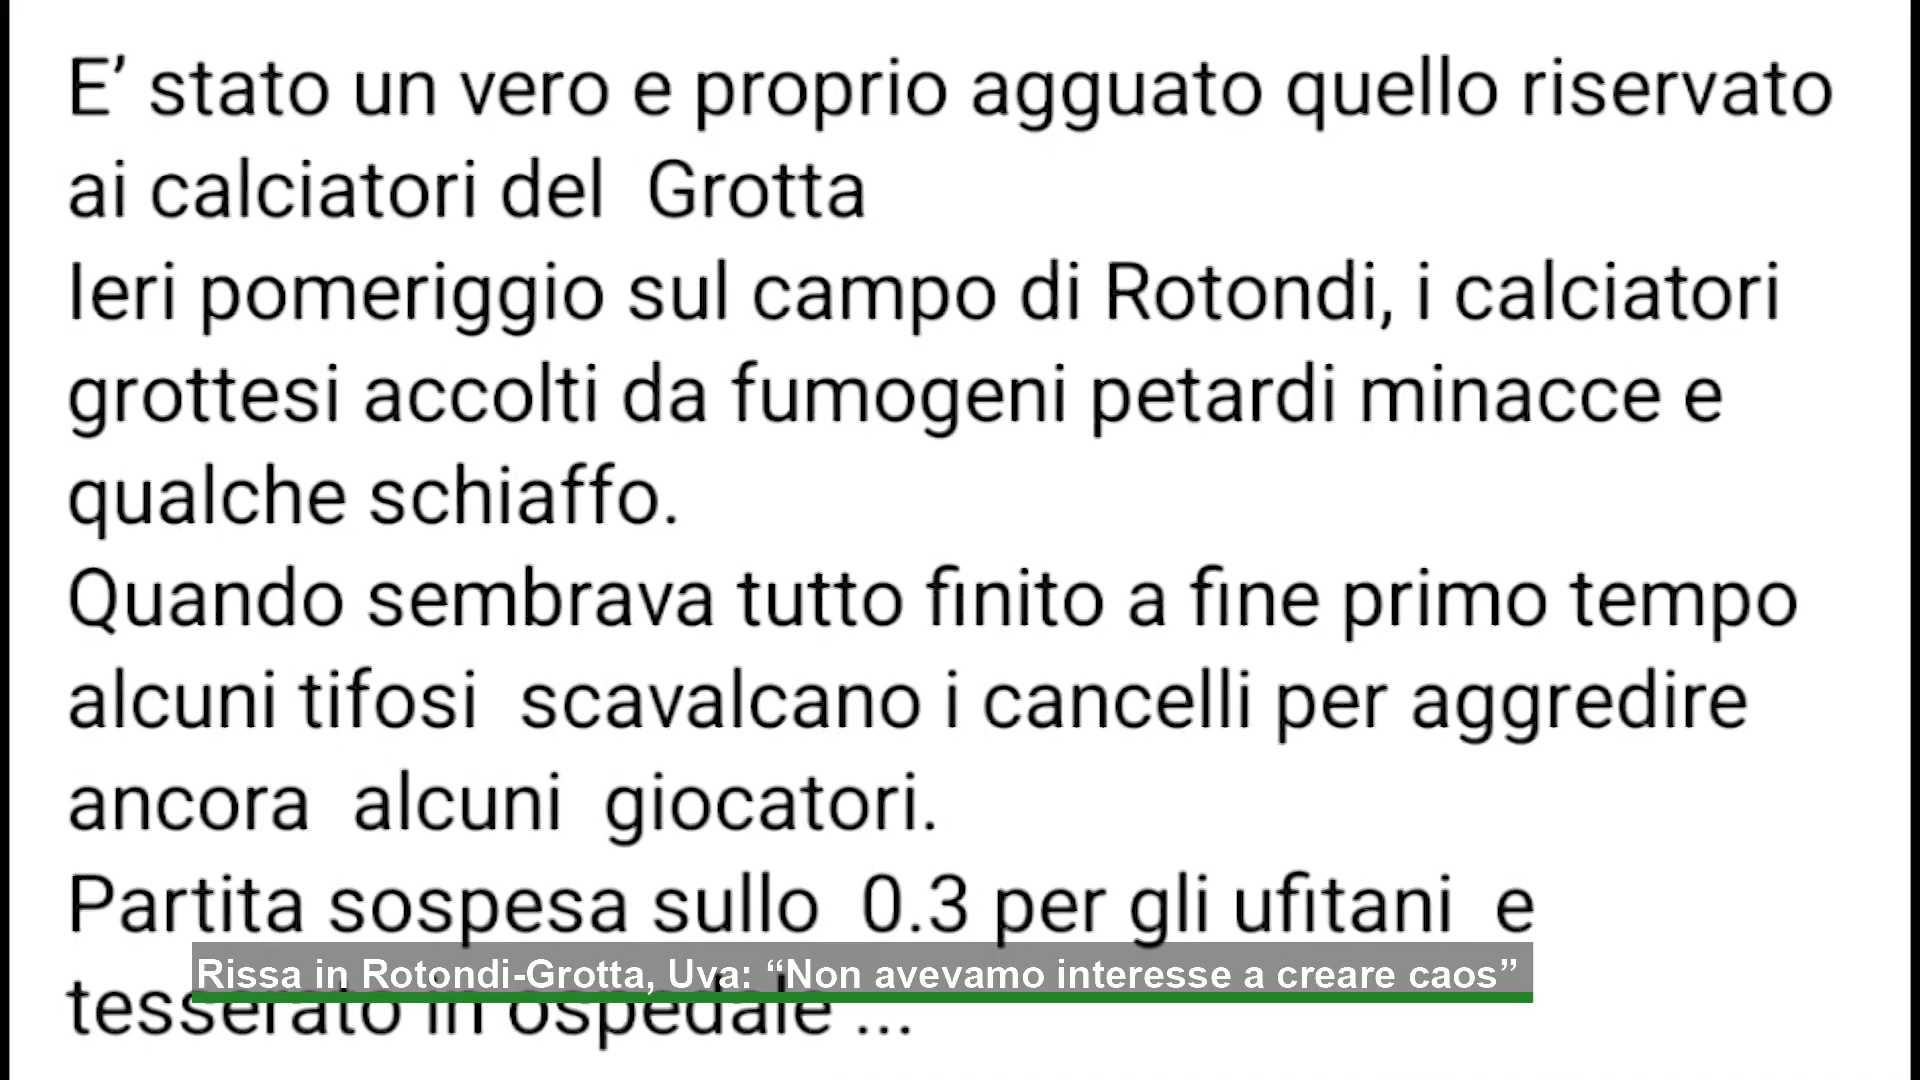 E’ stato un vero e proprio agguato quello riservato
ai calciatori del Grotta
Ieri pomeriggio sul campo di Rotondi, i calciatori
grottesi accolti da fumogeni petardi minacce e
qualche schiaffo.
Quando sembrava tutto finito a fine primo tempo
alcuni tifosi scavalcano i cancelli per aggredire
ancora alcuni giocatori.
Partita sospesa sullo 0.3 per gli ufitani e
tesserato in ospedale ...
Rissa in Rotondi-Grotta, Uva: “Non avevamo interesse a creare caos”